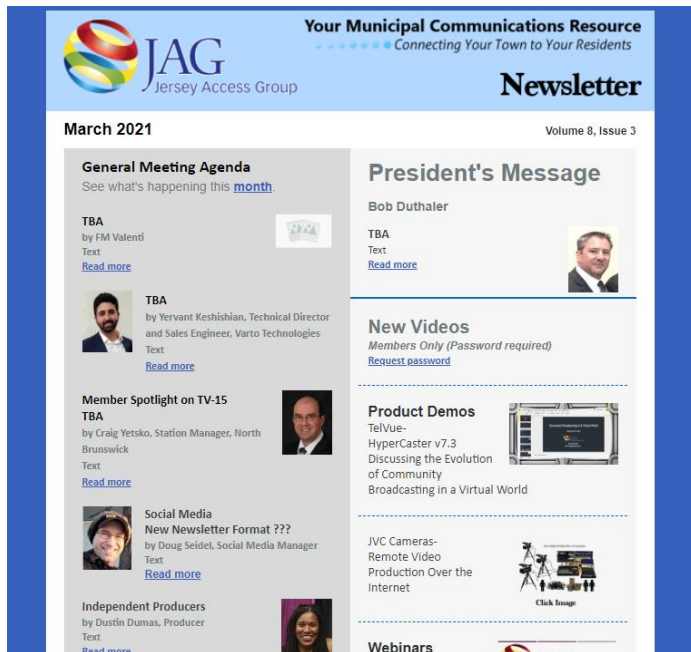 Your Municipal Communications Resource
Connecting Your Town to Your Residents
JAG
Jersey Access Group
Newsletter
March 2021
Volume 8, Issue 3
General Meeting Agenda
See what's happening this month.
TBA
by FM Valenti
Text
Read more
TBA
by Yervant Keshishian, Technical Director
and Sales Engineer, Varto Technologies
Text
Read more
Member Spotlight on TV-15
TBA
by Craig Yetsko, Station Manager, North
Brunswick
Text
Read more
Social Media
New Newsletter Format ???
by Doug Seidel, Social Media Manager
Text
Read more
Independent Producers
by Dustin Dumas, Producer
Text
Read more
President's Message
Bob Duthaler
TBA
Text
Read more
New Videos
Members Only (Password required)
Request password
Product Demos
TelVue-
HyperCaster v7.3
Discussing the Evolution
of Community
Broadcasting in a Virtual World
JVC Cameras-
Remote Video
Production Over the
Internet
Click Image
Webinars